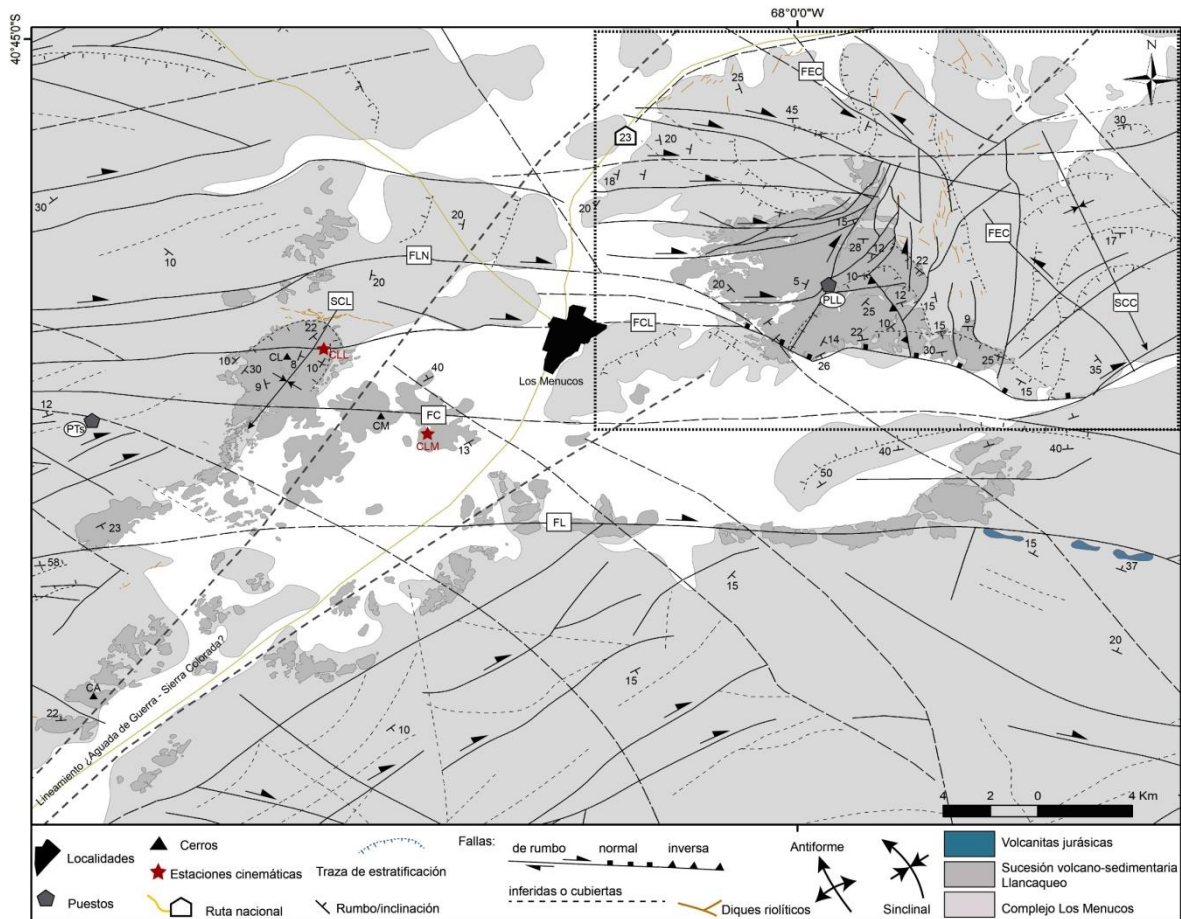 68°0'0"W
40°45'0"S
N
FEC
25
45
30
23
20
18
20
30
20
10
FLN
20
15
28
12
FEC
17
22
SCL
20
5
10
PLL
12
25
15
SCC
22
CL
8
CLL
10
30
10
9
FCL
14
22
10
15
9
30
25
26
35
15
Los Menucos
40
12
PTs
FC
CM
CLM
13
40
40
50
23
FL
15
37
58
15
20
CA
22
15
10
Lineamiento ¿Aguada de Guerra - Sierra Colorada?
4 2 0 4 Km
Localidades
Puestos
Cerros
Estaciones cinemáticas
Ruta nacional
Traza de estratificación
Rumbo/inclinación
Fallas:
de rumbo normal inversa
inferidas o cubiertas
Diques riolíticos
Antiforme
Sinclinal
Volcanitas jurásicas
Sucesión volcano-sedimentaria
Llancaqueo
Complejo Los Menucos